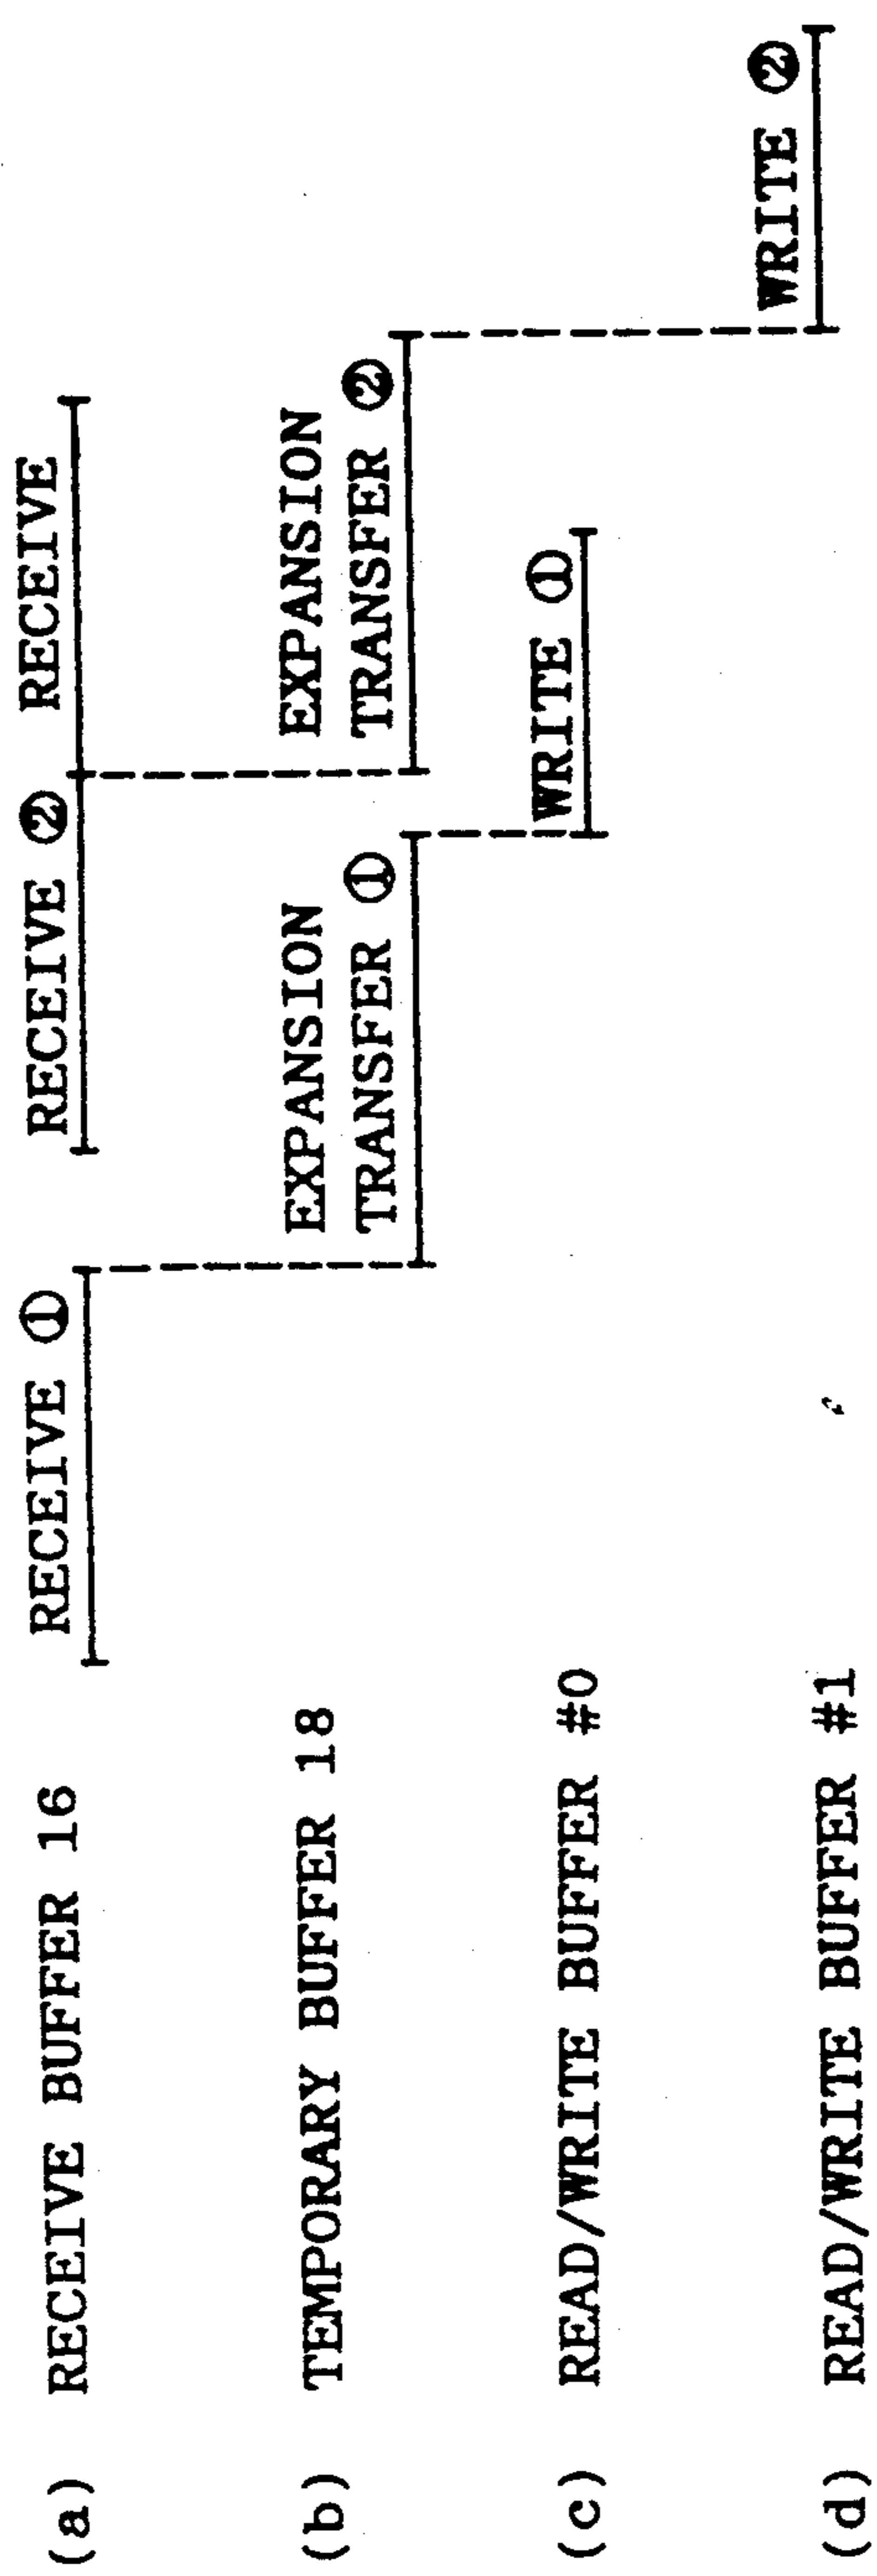 (a) RECEIVE BUFFER 16 RECEIVE ① RECEIVE ② RECEIVE
(b) TEMPORARY BUFFER 18 EXPANSION TRANSFER ① EXPANSION TRANSFER ②
(c) READ/WRITE BUFFER #0 WRITE ①
(d) READ/WRITE BUFFER #1 WRITE ②